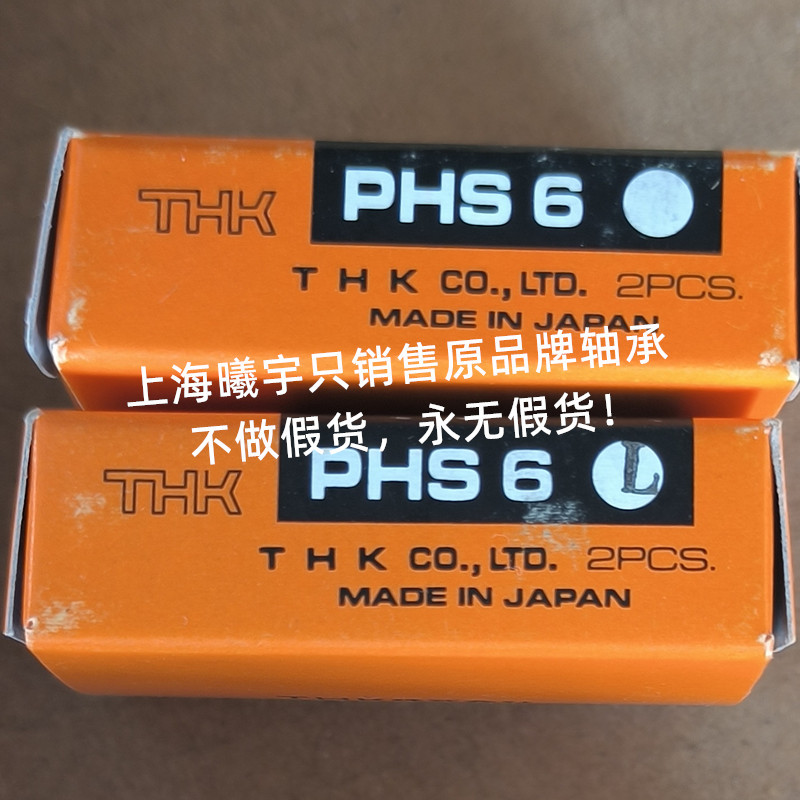 THK
PHS 6
T H K CO., LTD. 2PCS.
MADE IN JAPAN
上海曦宇只销售原品牌轴承
不做假货，永无假货！
THK
PHS 6 L
T H K CO., LTD. 2PCS.
MADE IN JAPAN